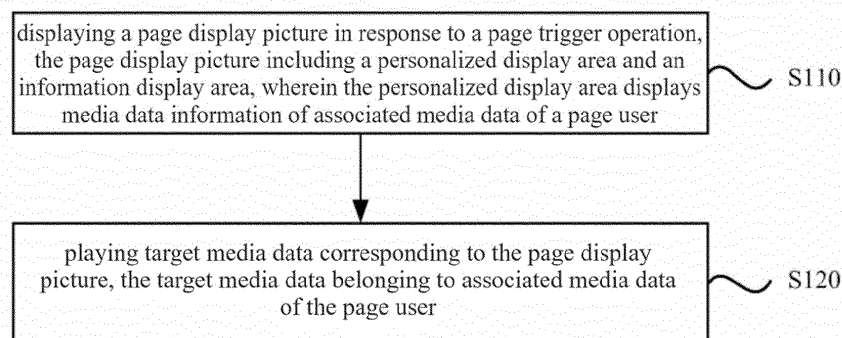 displaying a page display picture in response to a page trigger operation,
the page display picture including a personalized display area and an
information display area, wherein the personalized display area displays
media data information of associated media data of a page user
S110
playing target media data corresponding to the page display
picture, the target media data belonging to associated media data
of the page user
S120